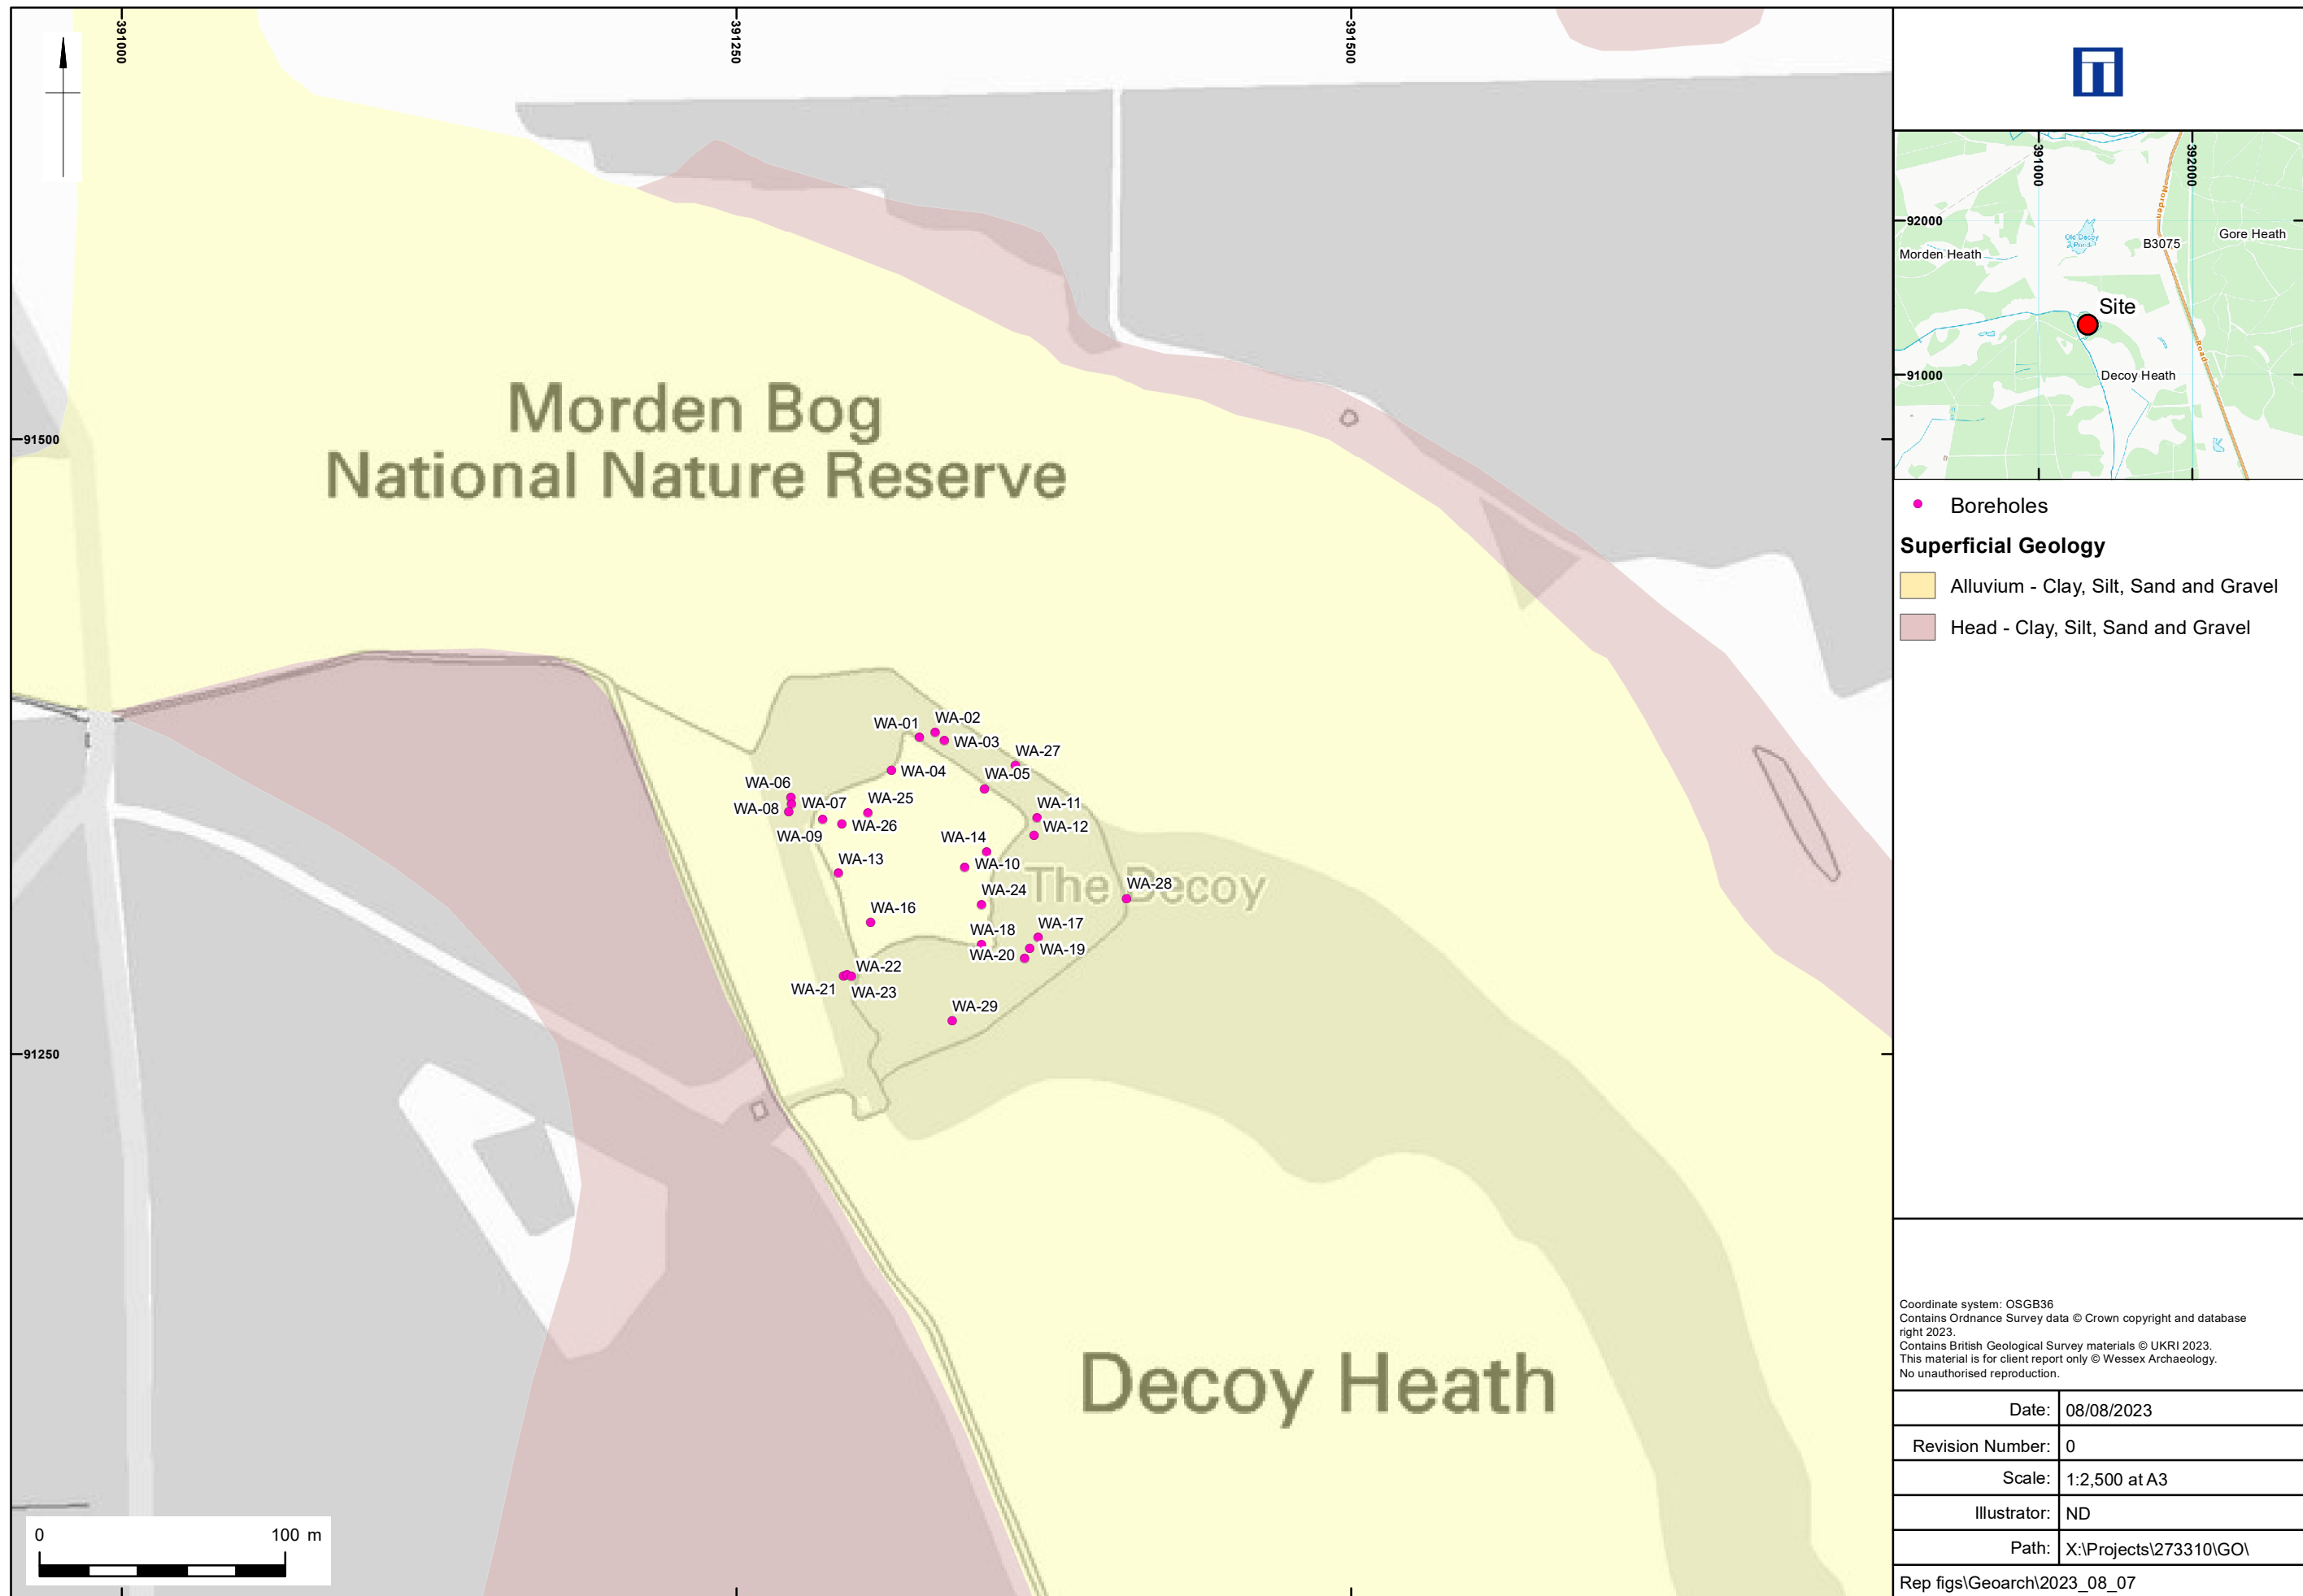 391000
391250
391500
91500
91250
Morden Bog
National Nature Reserve
WA-01
WA-02
WA-03
WA-27
WA-04
WA-05
WA-06
WA-07
WA-08
WA-25
WA-26
WA-09
WA-11
WA-12
WA-14
WA-10
WA-13
The Decoy
WA-24
WA-28
WA-16
WA-17
WA-18
WA-19
WA-20
WA-22
WA-21
WA-23
WA-29
Decoy Heath
0 100 m
391000
392000
92000
91000
Morden
Road
Old Decoy
Pond
B3075
Gore Heath
Morden Heath
Site
Decoy Heath
Boreholes
Superficial Geology
Alluvium - Clay, Silt, Sand and Gravel
Head - Clay, Silt, Sand and Gravel
Coordinate system: OSGB36
Contains Ordnance Survey data © Crown copyright and database
right 2023.
Contains British Geological Survey materials © UKRI 2023.
This material is for client report only © Wessex Archaeology.
No unauthorised reproduction.
Date: 08/08/2023
Revision Number: 0
Scale: 1:2,500 at A3
Illustrator: ND
Path: X:\Projects\273310\GO\
Rep figs\Geoarch\2023_08_07